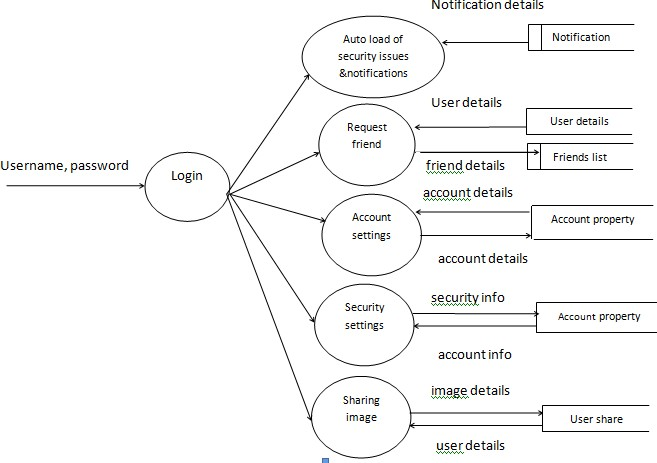 Notification details
Auto load of
security issues
&notifications
Notification
User details
Request
friend
User details
Friends list
friend details
Username, password
Login
account details
Account
settings
Account property
account details
security info
Security
settings
Account property
account info
image details
Sharing
image
User share
user details